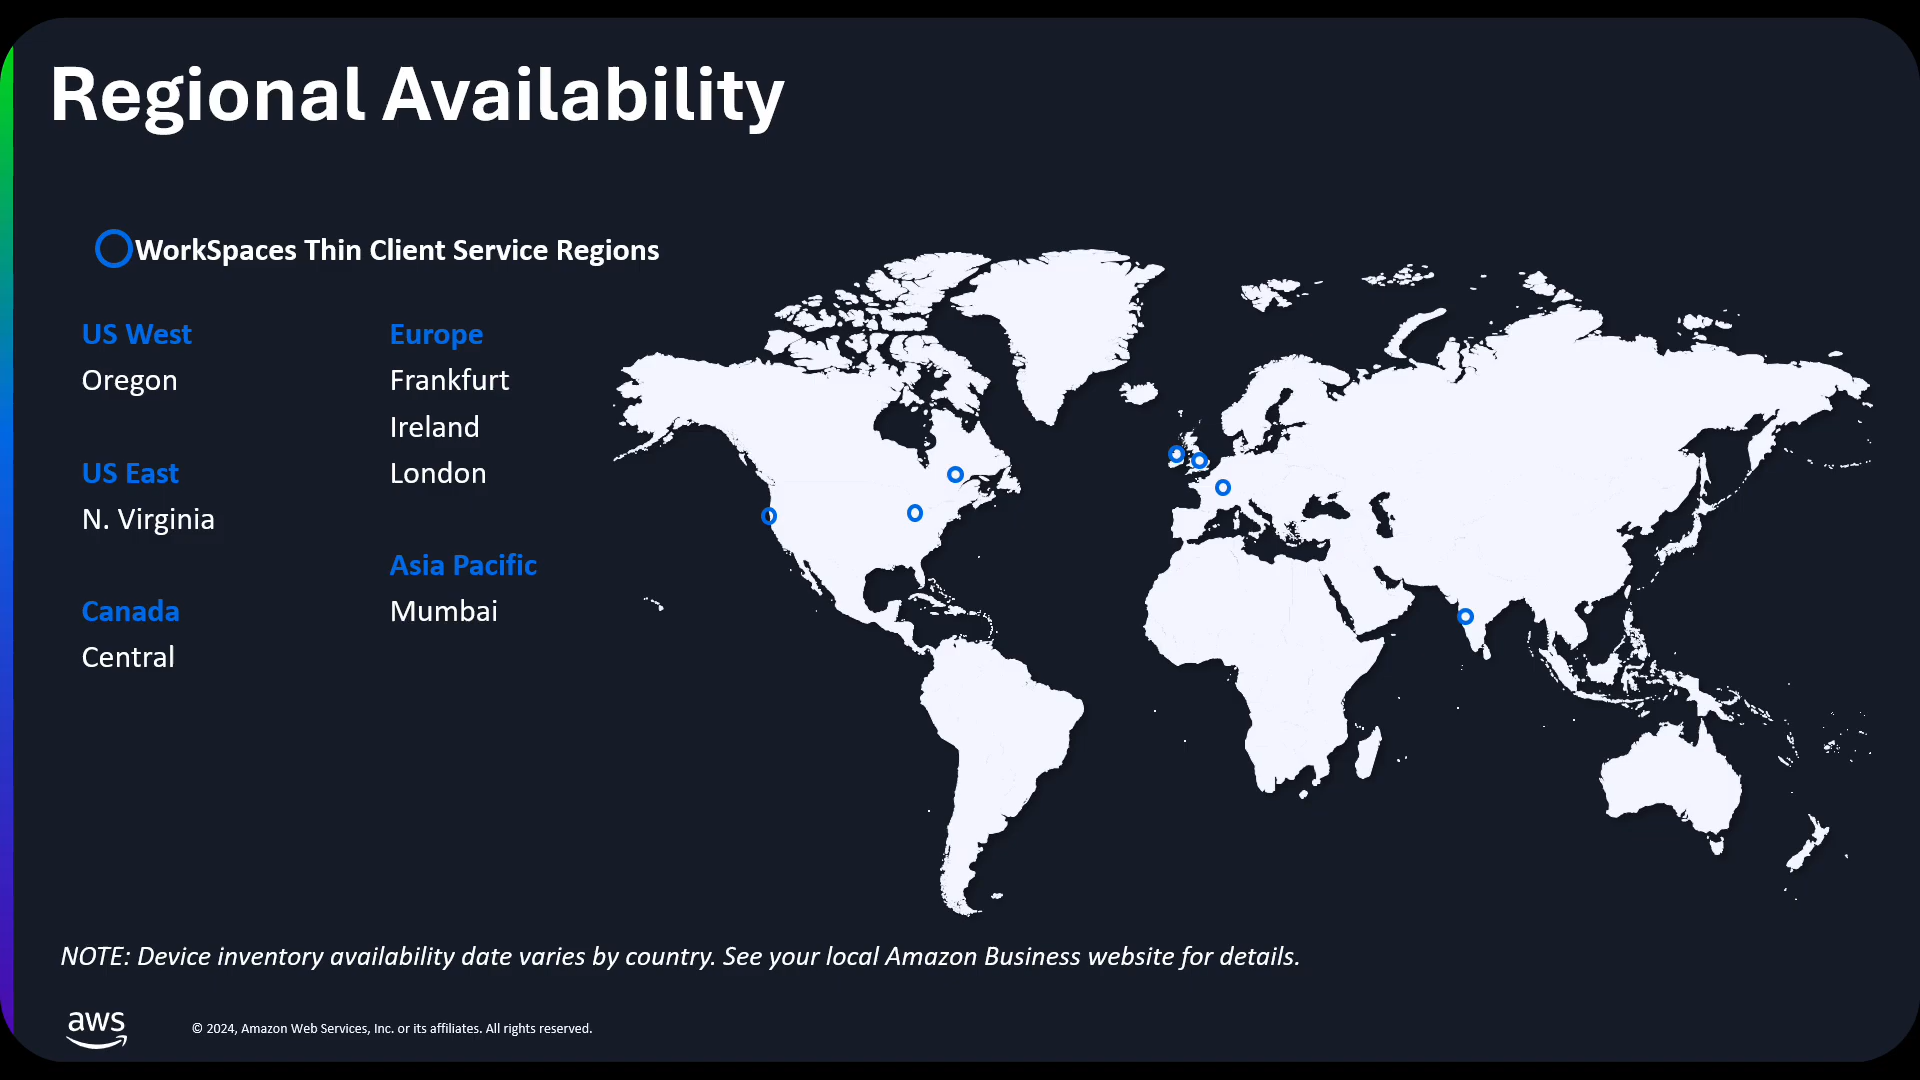 Regional Availability
WorkSpaces Thin Client Service Regions
US West
Oregon
US East
N. Virginia
Canada
Central
Europe
Frankfurt
Ireland
London
Asia Pacific
Mumbai
NOTE: Device inventory availability date varies by country. See your local Amazon Business website for details.
aws
© 2024, Amazon Web Services, Inc. or its affiliates. All rights reserved.